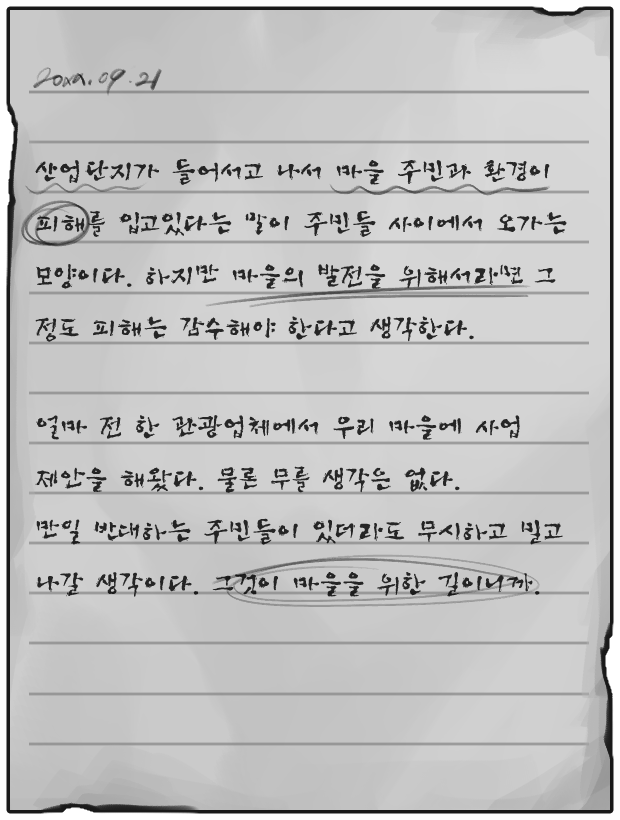 20xx.09.21
산업단지가 들어서고 나서 마을 주민과 환경이
피해를 입고있다는 말이 주민들 사이에서 오가는
모양이다. 하지만 마을의 발전을 위해서라면 그
정도 피해는 감수해야 한다고 생각한다.
얼마 전 한 관광업체에서 우리 마을에 사업
제안을 해왔다. 물론 무를 생각은 없다.
만일 반대하는 주민들이 있더라도 무시하고 밀고
나갈 생각이다. 그것이 마을을 위한 길이니까.